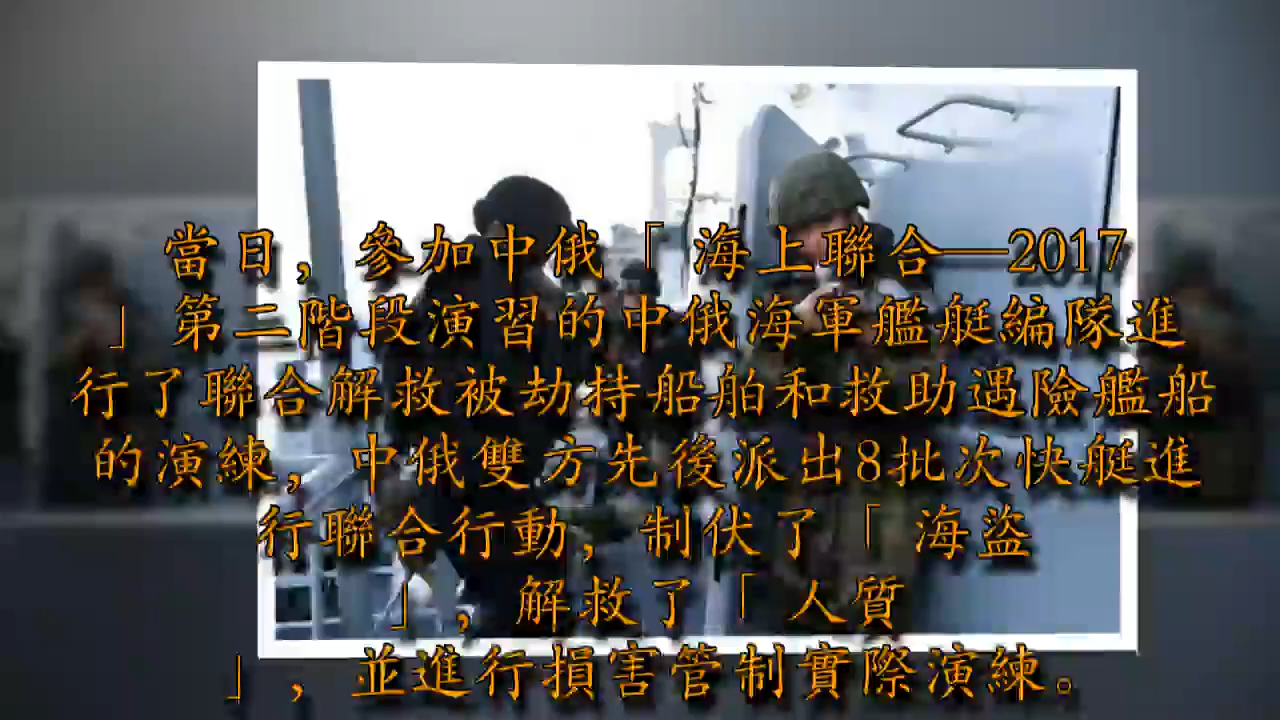 當日，參加中俄「海上聯合—2017
」第二階段演習的中俄海軍艦艇編隊進
行了聯合解救被劫持船舶和救助遇險艦船
的演練，中俄雙方先後派出8批次快艇進
行聯合行動，制伏了「海盜
」，解救了「人質
」，並進行損害管制實際演練。